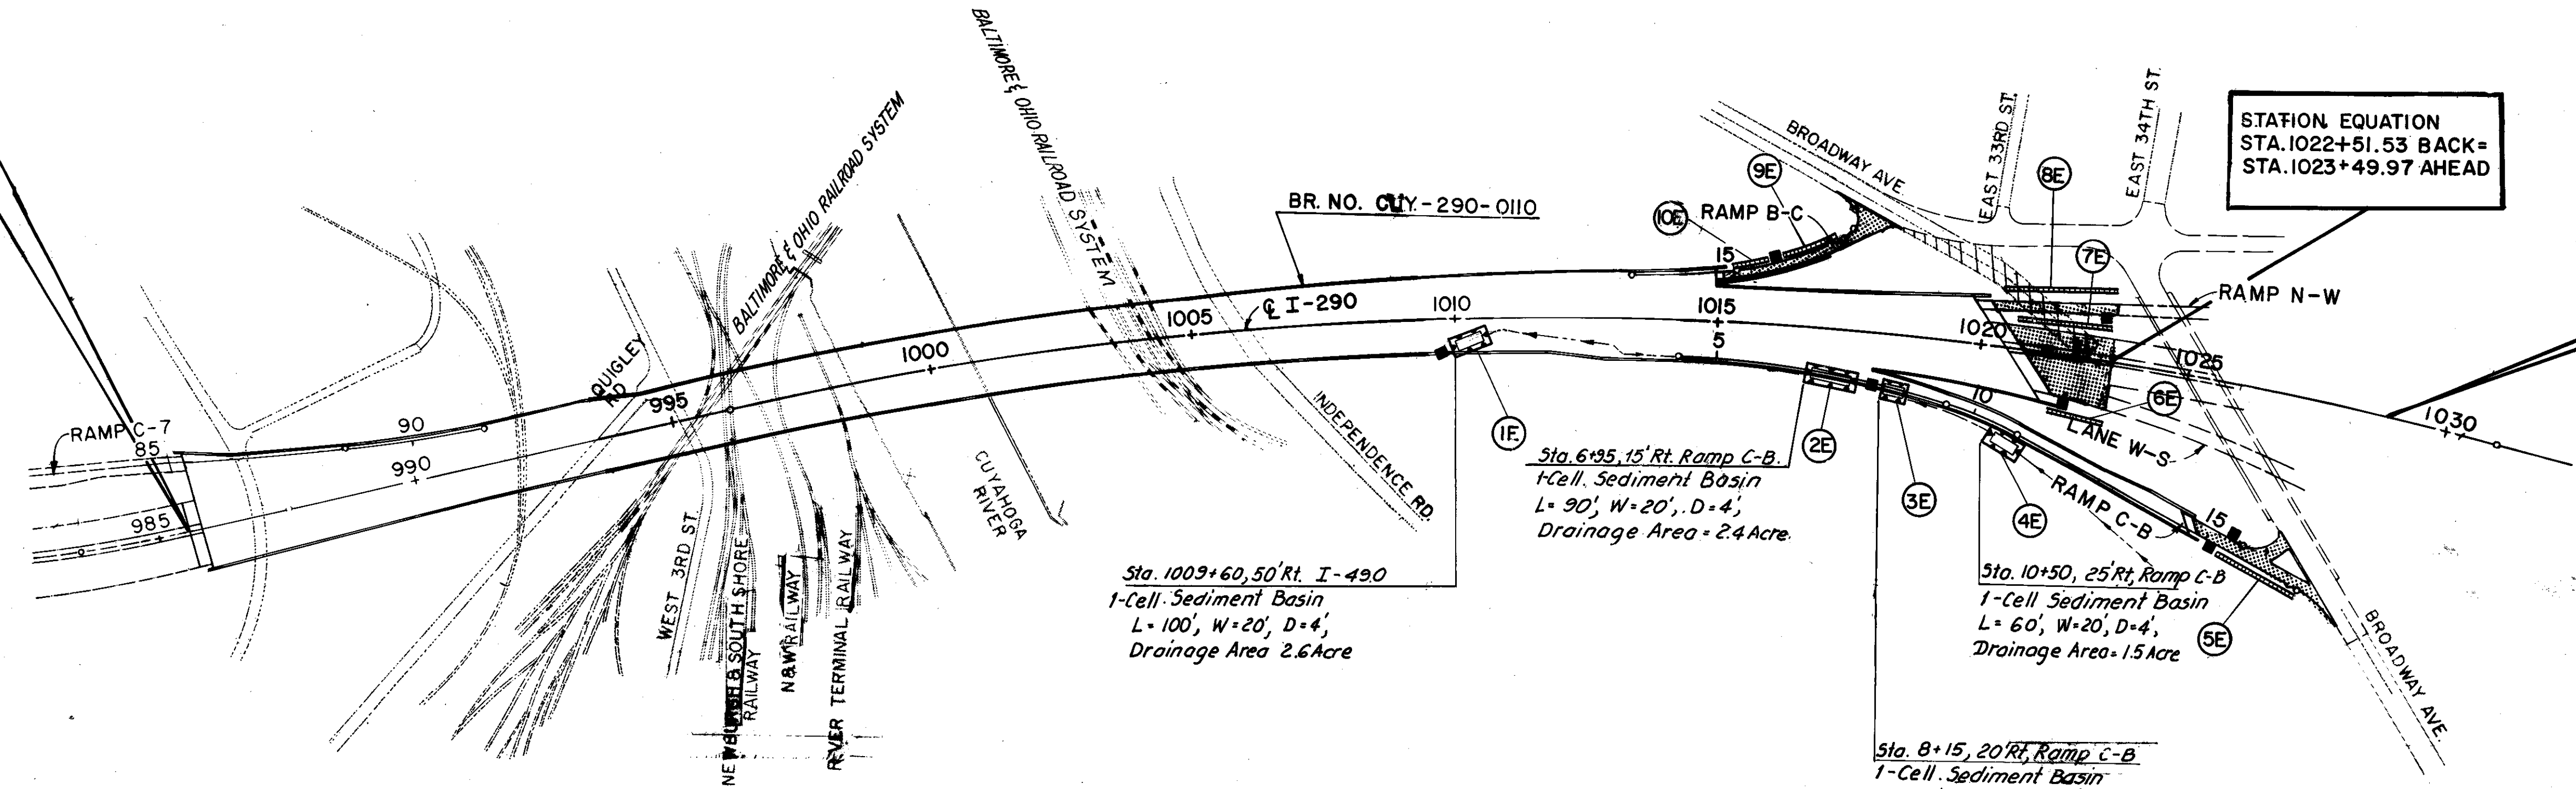 BALTIMORE & OHIO RAILROAD SYSTEM
BALTIMORE & OHIO RAILROAD SYSTEM
BR. NO. CUY.-290-0110
BROADWAY AVE.
EAST 33RD ST.
EAST 34TH ST.
STATION EQUATION
STA. 1022+51.53 BACK=
STA. 1023+49.97 AHEAD
9E
10E
RAMP B-C
15
8E
7E
RAMP N-W
℄ I-290
985
990
995
1000
1005
1010
1015
1020
1025
1030
5
10
15
85
90
RAMP C-7
QUIGLEY
RD.
WEST 3RD ST.
NEWBURGH & SOUTH SHORE
RAILWAY
N&W RAILWAY
RIVER TERMINAL RAILWAY
CUYAHOGA
RIVER
INDEPENDENCE RD.
1E
2E
3E
4E
5E
6E
LANE W-S
RAMP C-B
BROADWAY AVE.
Sta. 1009+60, 50' Rt. I-490
1-Cell. Sediment Basin
L= 100', W=20', D=4',
Drainage Area 2.6 Acre
Sta. 6+95, 15' Rt. Ramp C-B.
1-Cell. Sediment Basin
L= 90', W=20', D=4',
Drainage Area = 2.4 Acre.
Sta. 10+50, 25' Rt, Ramp C-B
1-Cell Sediment Basin
L= 60', W=20', D=4',
Drainage Area= 1.5 Acre
Sta. 8+15, 20' Rt, Ramp C-B
1-Cell. Sediment Basin